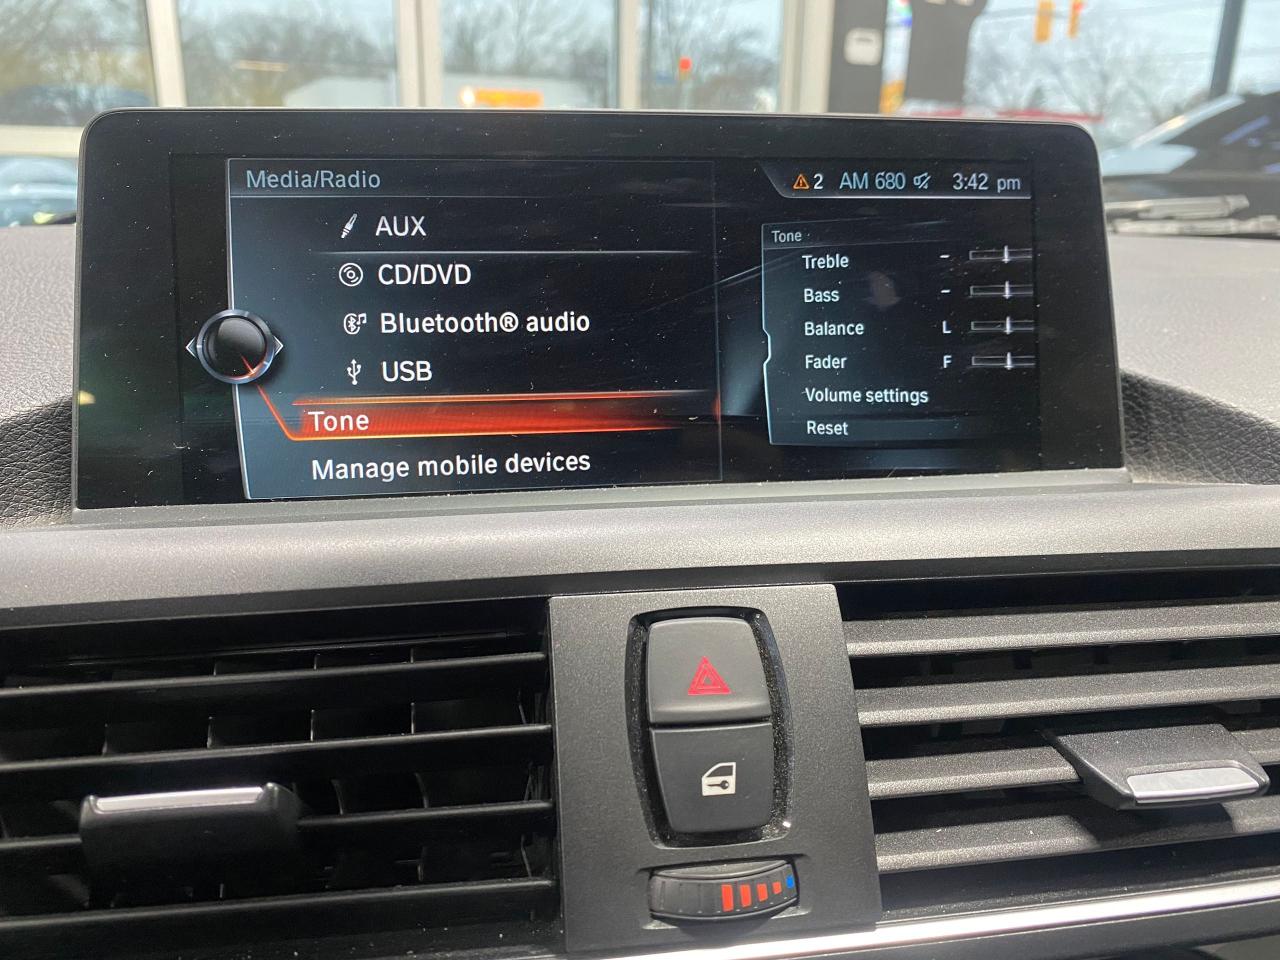 Media/Radio
2 AM 680 3:42 pm
AUX
CD/DVD
Bluetooth® audio
USB
Tone
Manage mobile devices
Tone
Treble -
Bass -
Balance L
Fader F
Volume settings
Reset